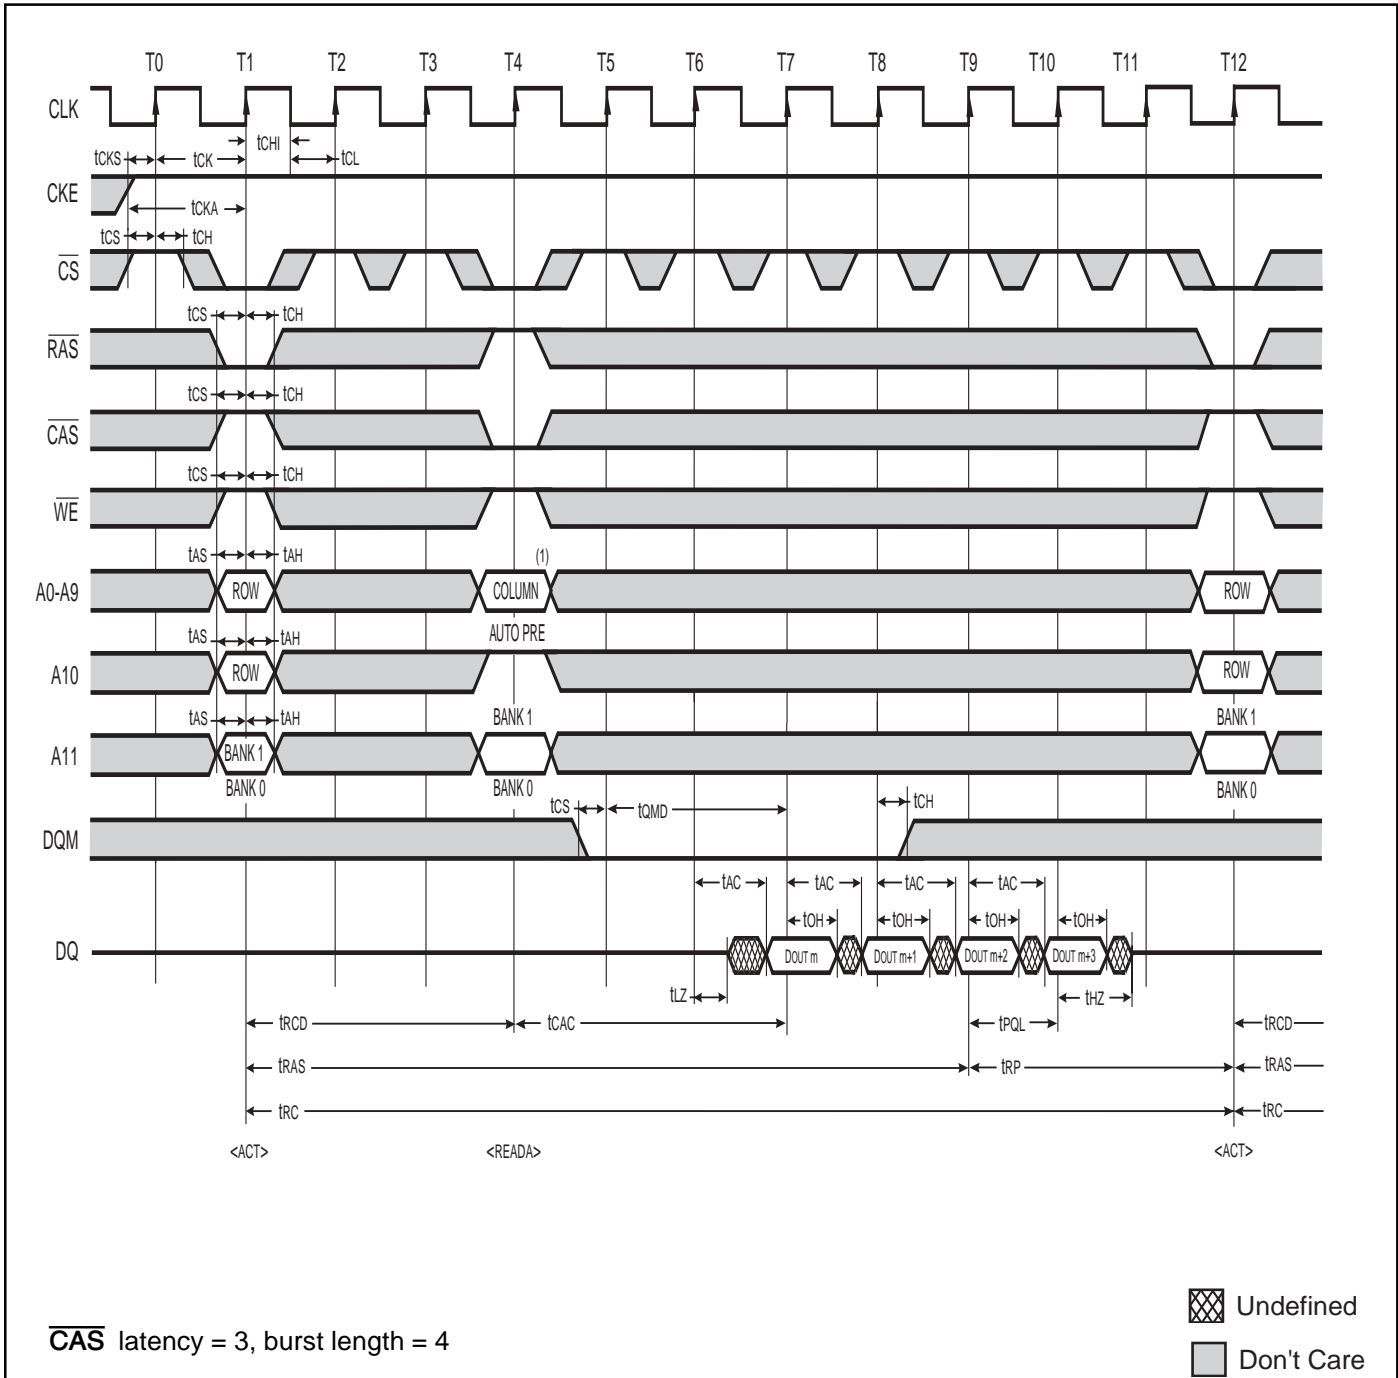 T0 T1 T2 T3 T4 T5 T6 T7 T8 T9 T10 T11 T12
CLK
tCHI
tCKS tCK tCL
CKE
tCKA
tCS tCH
CS
tCS tCH
RAS
tCS tCH
CAS
tCS tCH
WE
tAS tAH (1)
A0-A9 ROW COLUMN ROW
tAS tAH AUTO PRE
A10 ROW ROW
tAS tAH BANK 1 BANK 1
A11 BANK 1
BANK 0 BANK 0 BANK 0
tCS tQMD tCH
DQM
tAC tAC tAC tAC
tOH tOH tOH tOH
DQ DOUT m DOUT m+1 DOUT m+2 DOUT m+3
tLZ tHZ
tRCD tCAC tPQL tRCD
tRAS tRP tRAS
tRC tRC
<ACT> <READA> <ACT>
Undefined
CAS latency = 3, burst length = 4
Don't Care